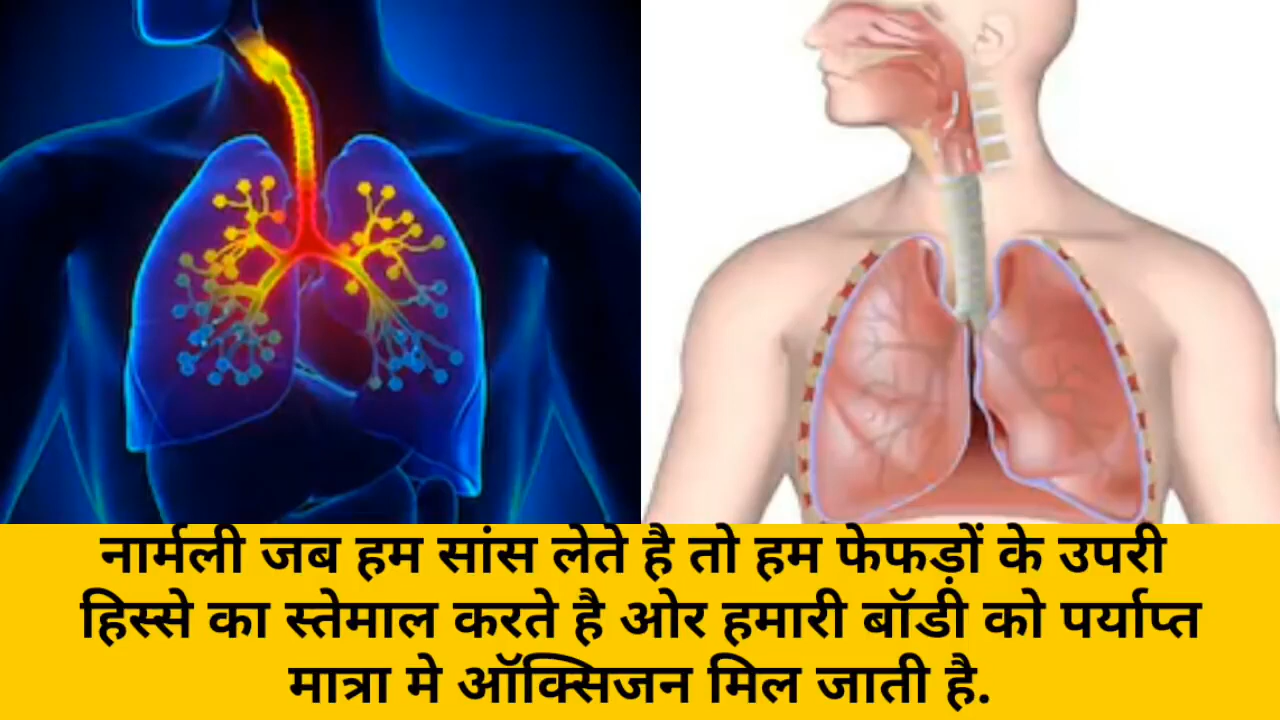 नार्मली जब हम सांस लेते है तो हम फेफड़ों के उपरी
हिस्से का स्तेमाल करते है ओर हमारी बॉडी को पर्याप्त
मात्रा मे ऑक्सिजन मिल जाती है.